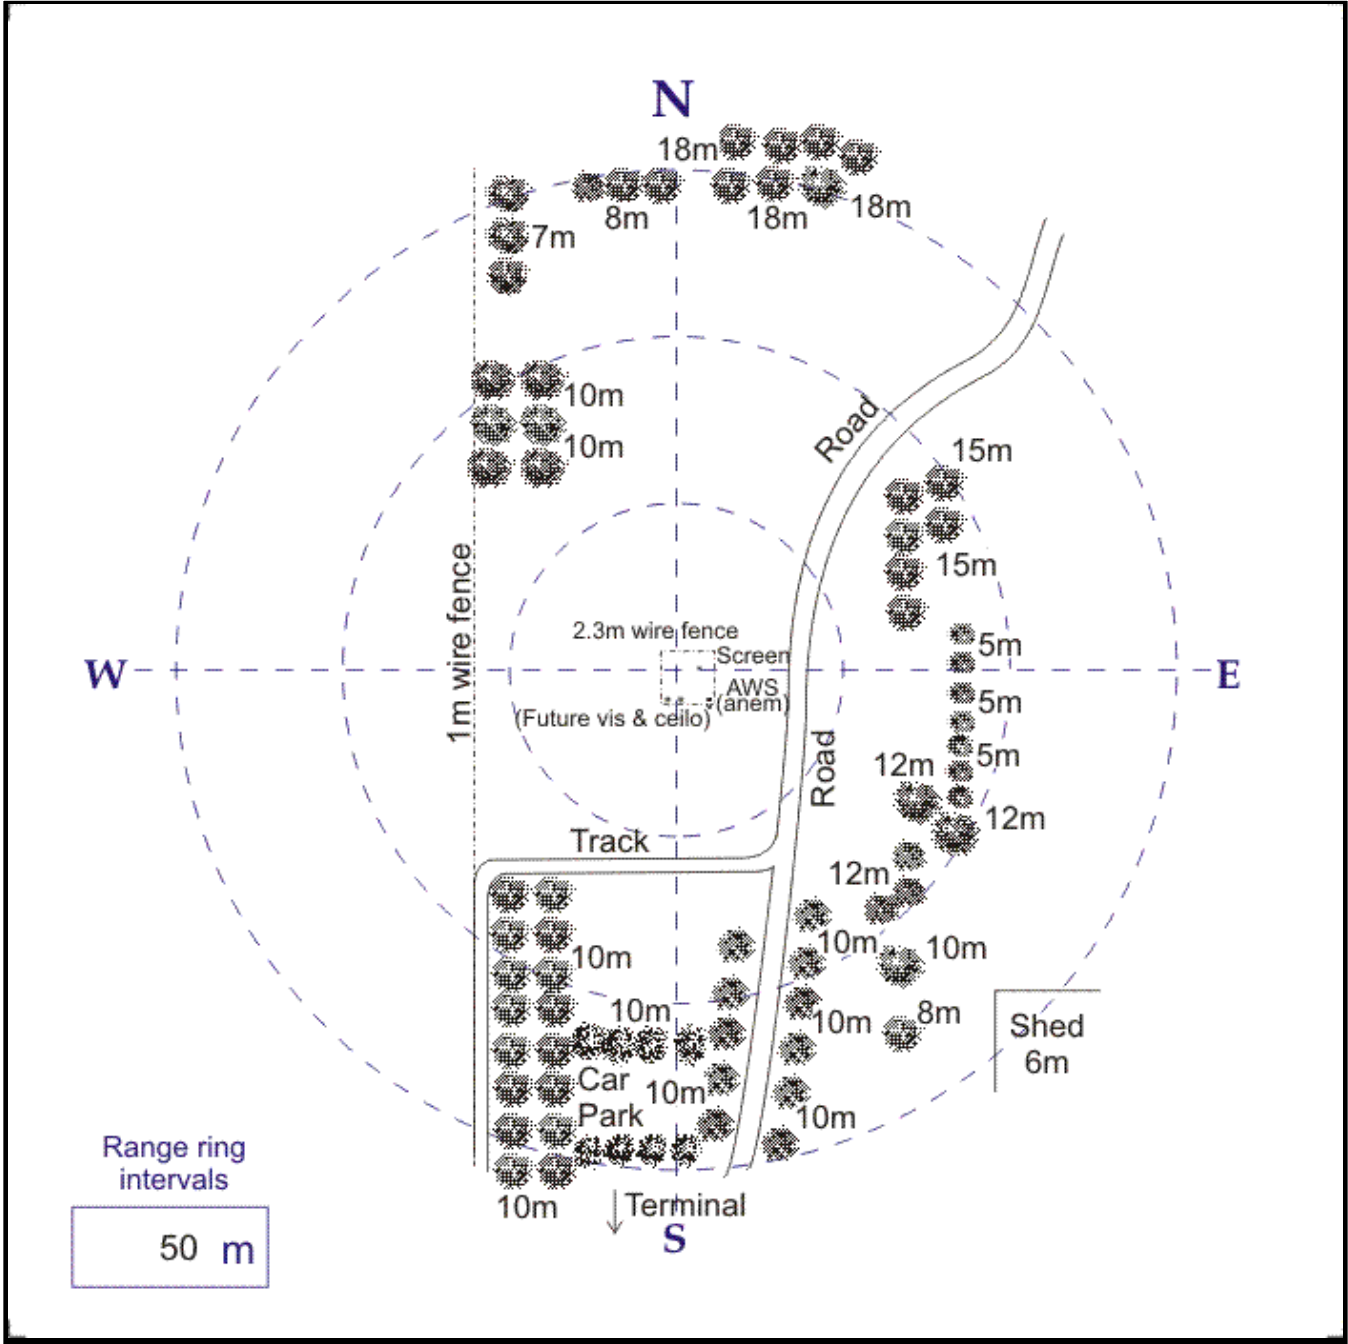 N
18m
8m
18m
18m
7m
10m
10m
Road
15m
15m
1m wire fence
2.3m wire fence
Screen
W
E
5m
AWS
(anem)
(Future vis & ceilo)
5m
5m
Road
12m
12m
Track
12m
10m
10m
10m
10m
10m
8m
Shed
6m
Car
Park
10m
10m
Range ring
intervals
50 m
10m
Terminal
S